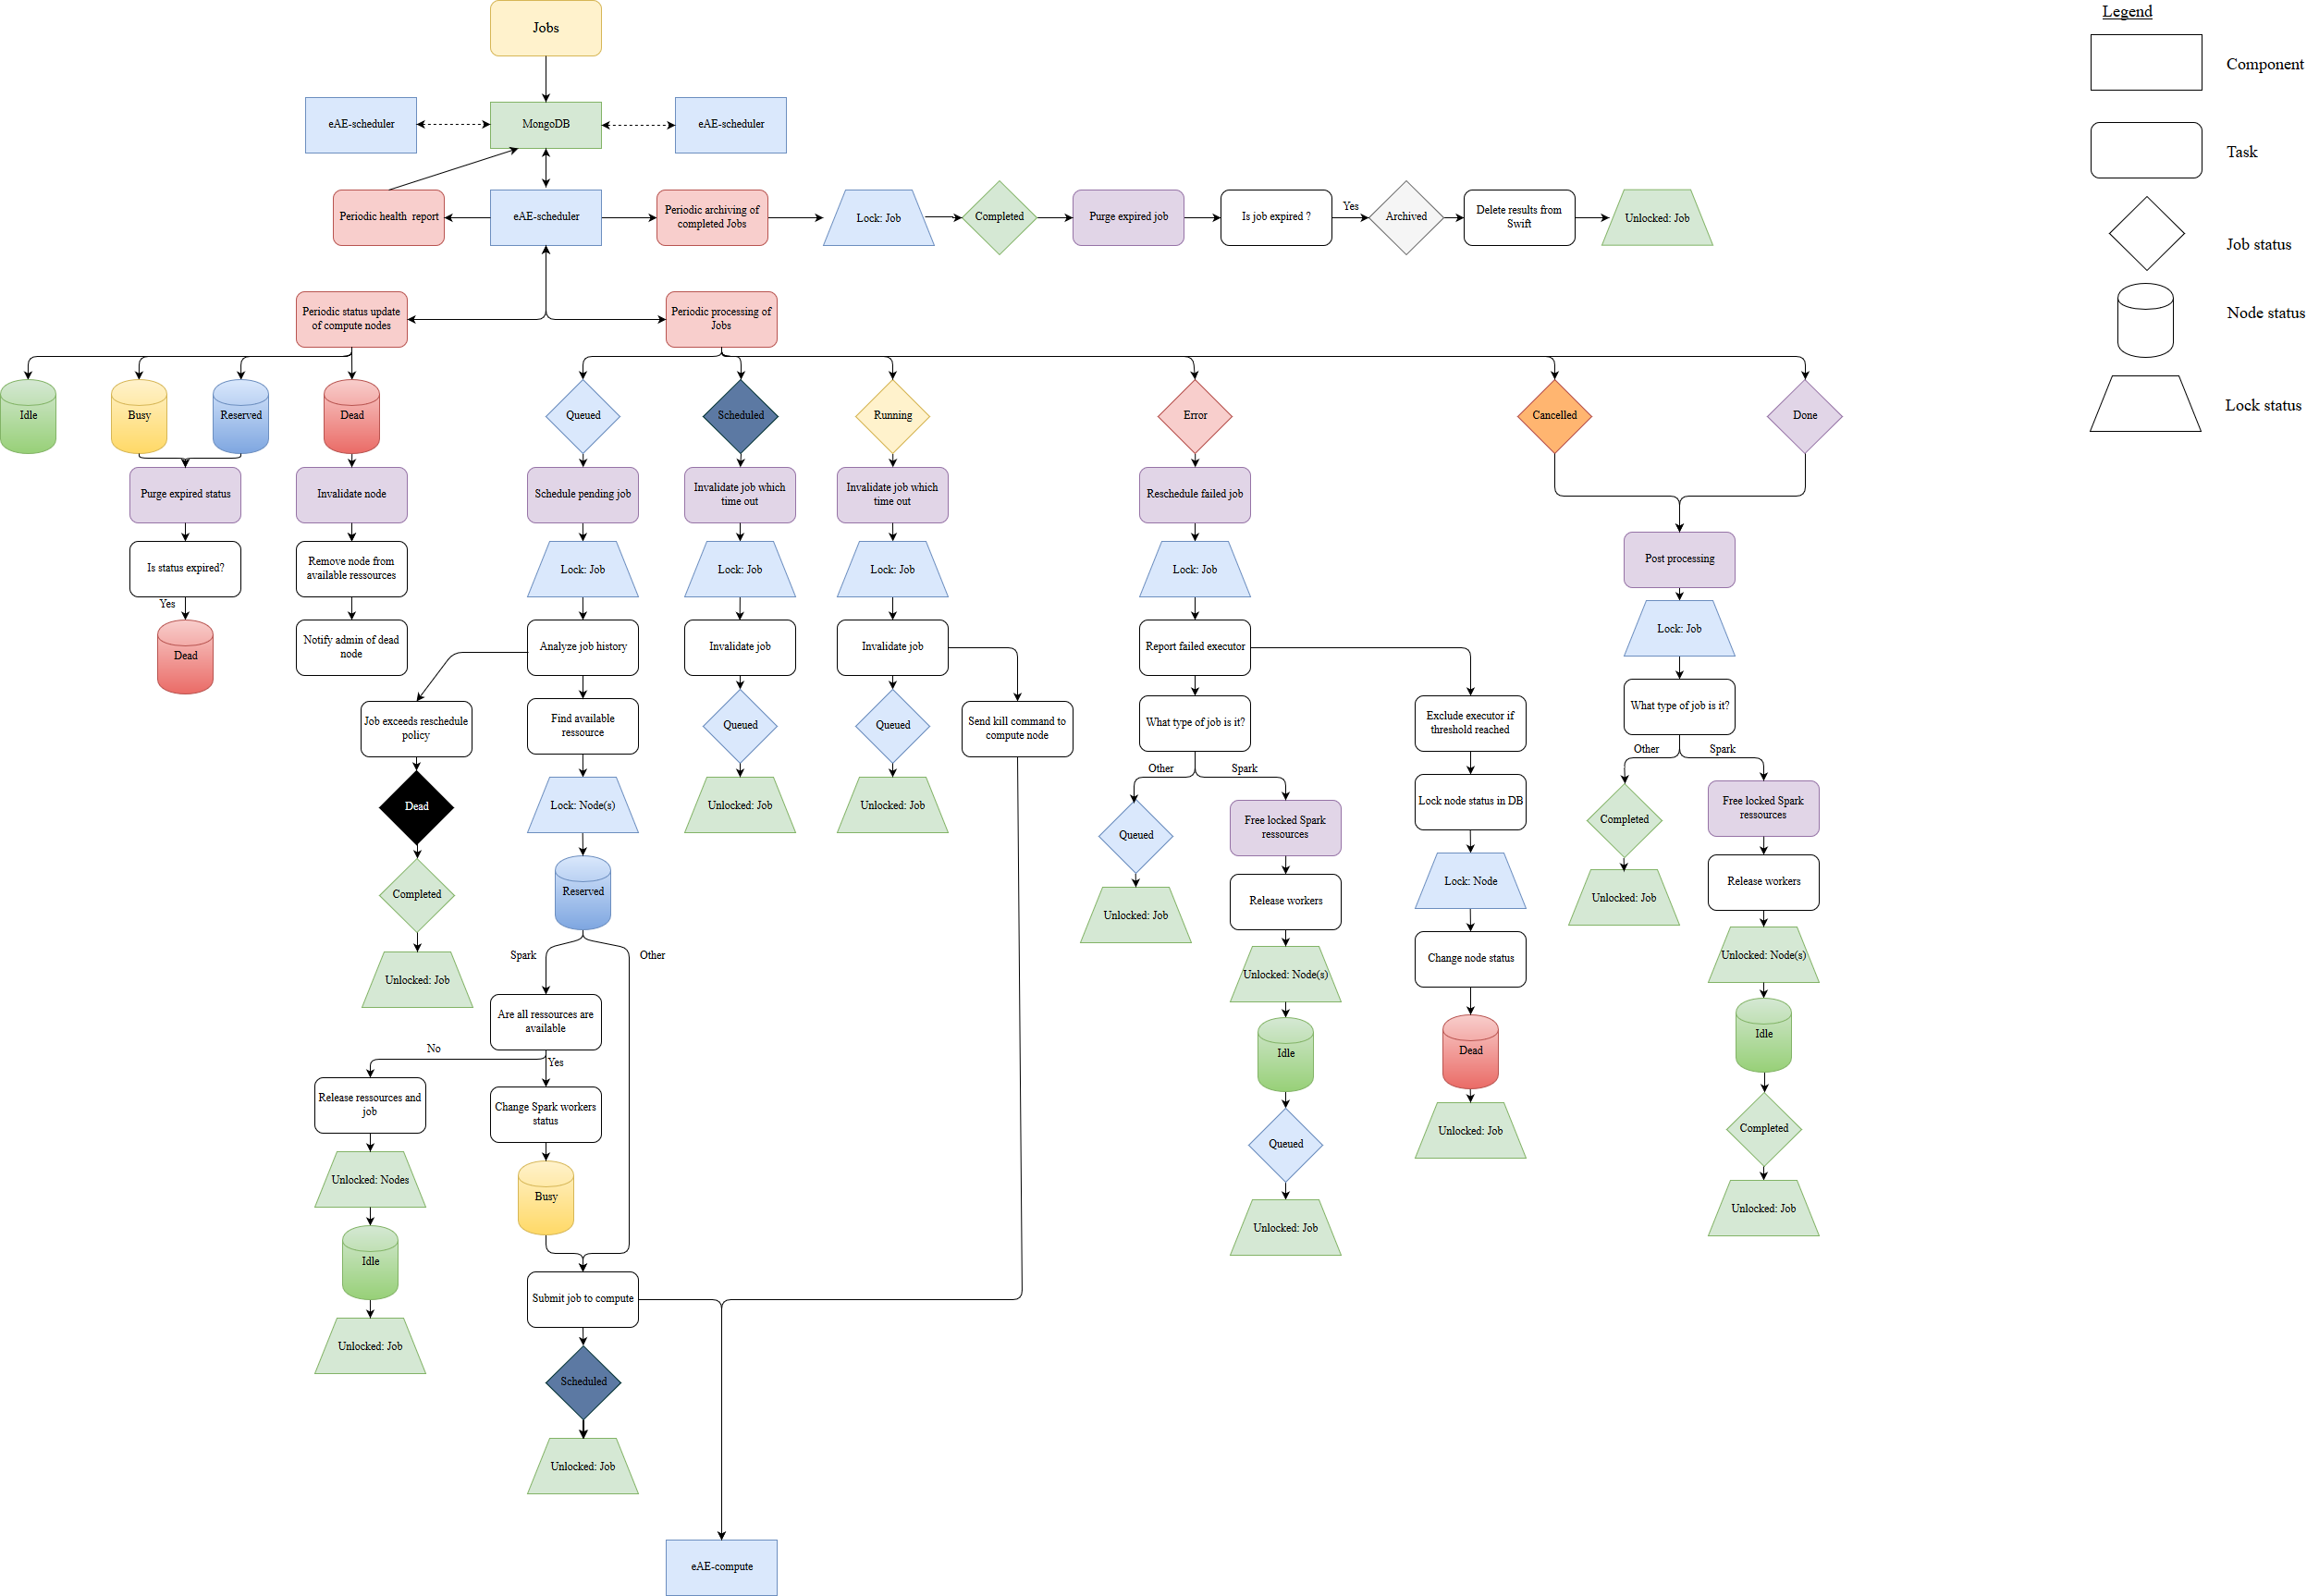 Jobs
Legend
Component
Task
Job status
Node status
Lock status
eAE-scheduler
MongoDB
eAE-scheduler
Periodic health  report
eAE-scheduler
Periodic archiving of
completed Jobs
Lock: Job
Completed
Purge expired job
Is job expired ?
Yes
Archived
Delete results from
Swift
Unlocked: Job
Periodic status update
of compute nodes
Periodic processing of
Jobs
Idle
Busy
Reserved
Dead
Purge expired status
Is status expired?
Yes
Dead
Invalidate node
Remove node from
available ressources
Notify admin of dead
node
Queued
Schedule pending job
Lock: Job
Analyze job history
Job exceeds reschedule
policy
Dead
Completed
Unlocked: Job
Find available
ressource
Lock: Node(s)
Reserved
Spark
Other
Are all ressources are
available
No
Yes
Release ressources and
job
Unlocked: Nodes
Idle
Unlocked: Job
Change Spark workers
status
Busy
Submit job to compute
Scheduled
Unlocked: Job
eAE-compute
Scheduled
Invalidate job which
time out
Lock: Job
Invalidate job
Queued
Unlocked: Job
Running
Invalidate job which
time out
Lock: Job
Invalidate job
Queued
Unlocked: Job
Send kill command to
compute node
Error
Reschedule failed job
Lock: Job
Report failed executor
What type of job is it?
Other
Spark
Queued
Unlocked: Job
Free locked Spark
ressources
Release workers
Unlocked: Node(s)
Idle
Queued
Unlocked: Job
Exclude executor if
threshold reached
Lock node status in DB
Lock: Node
Change node status
Dead
Unlocked: Job
Cancelled
Done
Post processing
Lock: Job
What type of job is it?
Other
Spark
Completed
Unlocked: Job
Free locked Spark
ressources
Release workers
Unlocked: Node(s)
Idle
Completed
Unlocked: Job